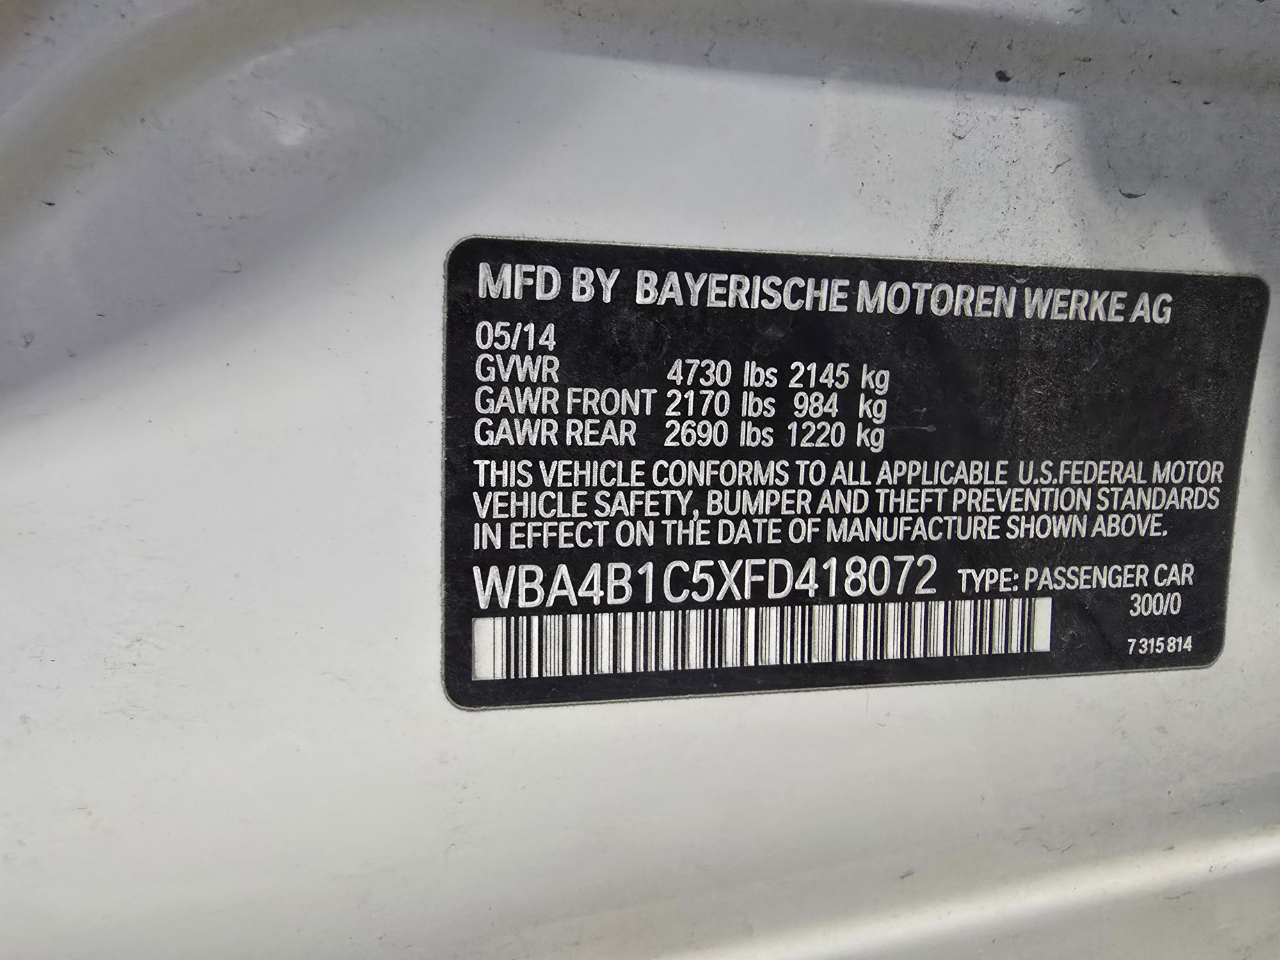 MFD BY BAYERISCHE MOTOREN WERKE AG
05/14
GVWR 4730 lbs 2145 kg
GAWR FRONT 2170 lbs 984 kg
GAWR REAR 2690 lbs 1220 kg
THIS VEHICLE CONFORMS TO ALL APPLICABLE U.S.FEDERAL MOTOR
VEHICLE SAFETY, BUMPER AND THEFT PREVENTION STANDARDS
IN EFFECT ON THE DATE OF MANUFACTURE SHOWN ABOVE.
WBA4B1C5XFD418072 TYPE: PASSENGER CAR
300/0
7 315 814